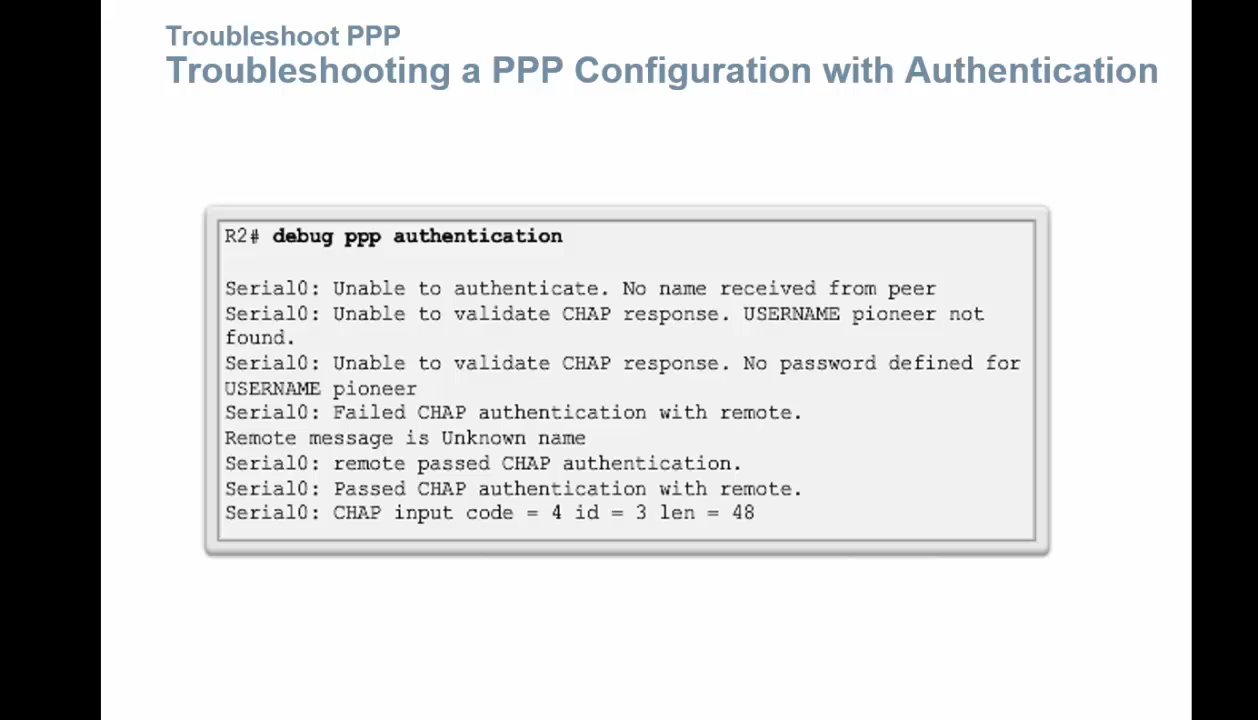 Troubleshoot PPP
Troubleshooting a PPP Configuration with Authentication
R2# debug ppp authentication
Serial0: Unable to authenticate. No name received from peer
Serial0: Unable to validate CHAP response. USERNAME pioneer not
found.
Serial0: Unable to validate CHAP response. No password defined for
USERNAME pioneer
Serial0: Failed CHAP authentication with remote.
Remote message is Unknown name
Serial0: remote passed CHAP authentication.
Serial0: Passed CHAP authentication with remote.
Serial0: CHAP input code = 4 id = 3 len = 48